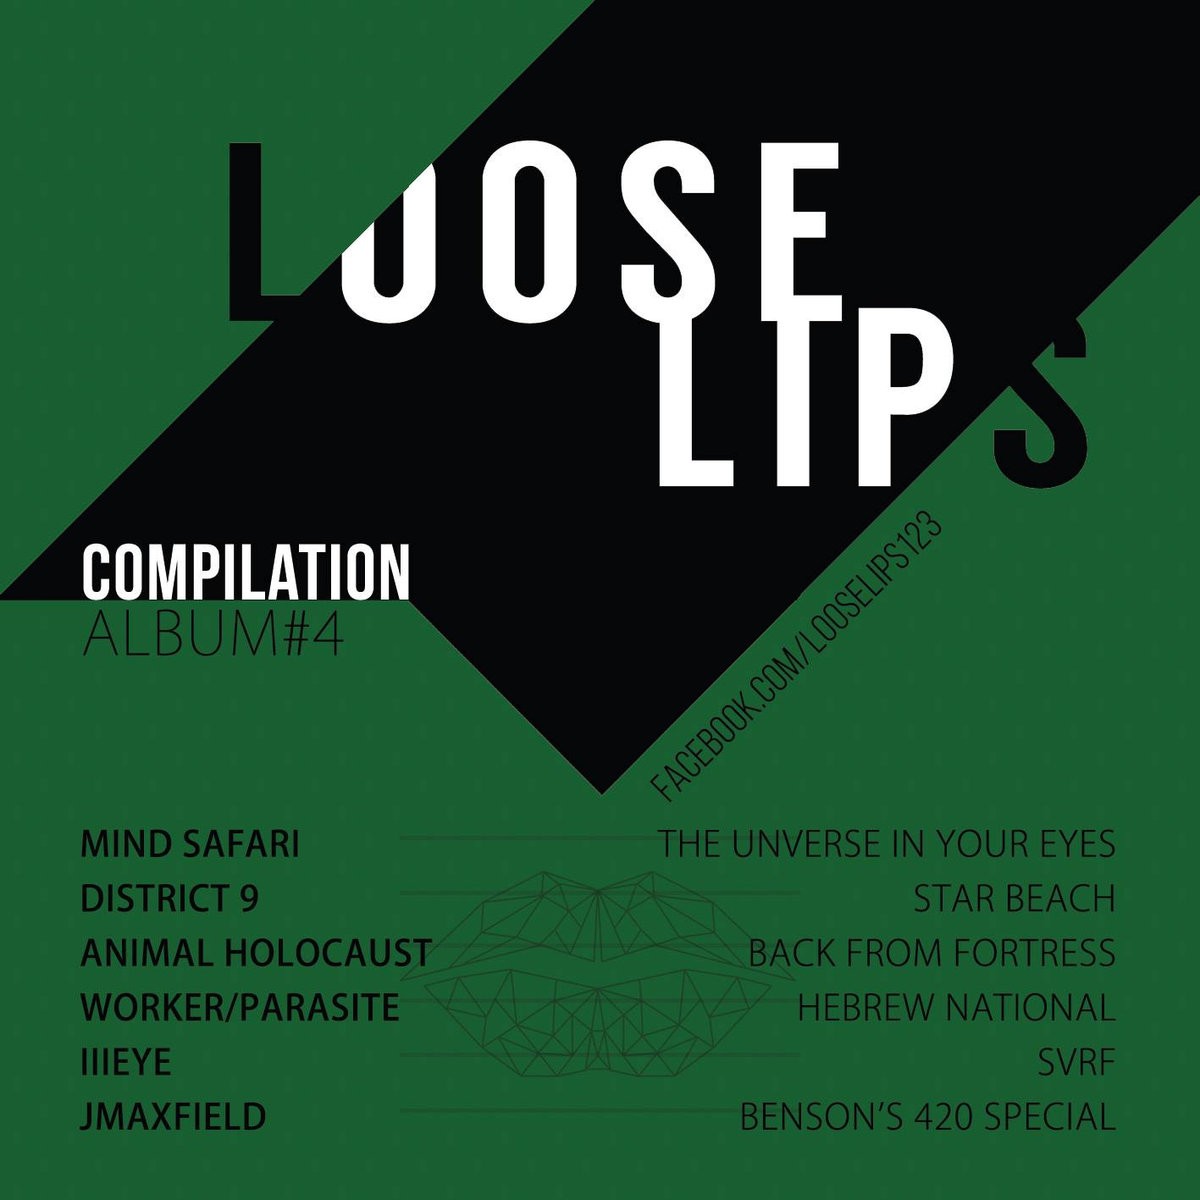 LOOSE
LIPS
COMPILATION
ALBUM#4
FACEBOOK.COM/LOOSELIPS123
MIND SAFARI THE UNVERSE IN YOUR EYES
DISTRICT 9 STAR BEACH
ANIMAL HOLOCAUST BACK FROM FORTRESS
WORKER/PARASITE HEBREW NATIONAL
IIIEYE SVRF
JMAXFIELD BENSON'S 420 SPECIAL